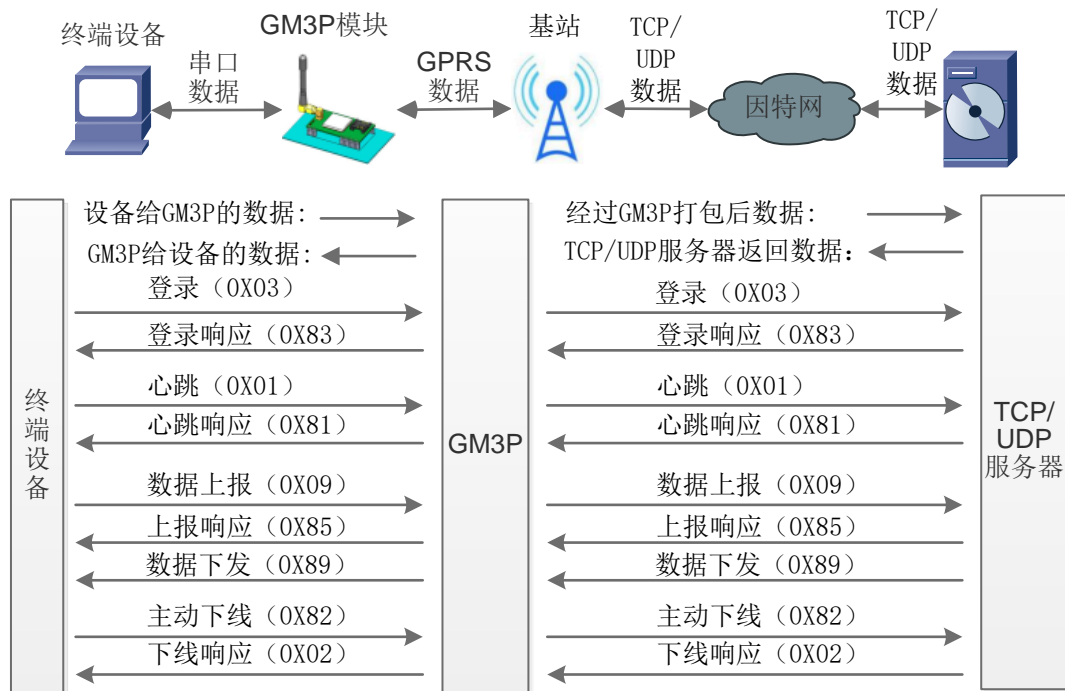 终端设备
GM3P模块
基站
TCP/
UDP
数据
TCP/
UDP
数据
串口
数据
GPRS
数据
因特网
设备给GM3P的数据:
经过GM3P打包后数据:
GM3P给设备的数据:
TCP/UDP服务器返回数据：
登录（0X03）
登录（0X03）
登录响应（0X83）
登录响应（0X83）
心跳（0X01）
心跳（0X01）
心跳响应（0X81）
心跳响应（0X81）
终端设备
GM3P
TCP/
UDP
服务器
数据上报（0X09）
数据上报（0X09）
上报响应（0X85）
上报响应（0X85）
数据下发（0X89）
数据下发（0X89）
主动下线（0X82）
主动下线（0X82）
下线响应（0X02）
下线响应（0X02）